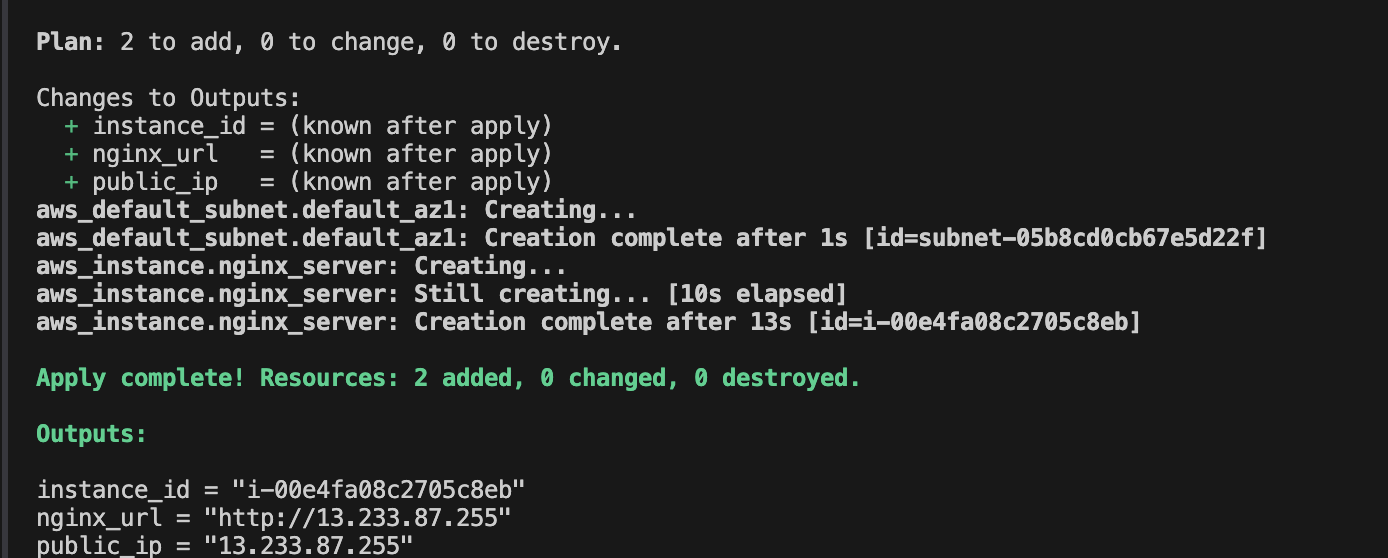 Plan: 2 to add, 0 to change, 0 to destroy.
Changes to Outputs:
+ instance_id = (known after apply)
+ nginx_url = (known after apply)
+ public_ip = (known after apply)
aws_default_subnet.default_az1: Creating...
aws_default_subnet.default_az1: Creation complete after 1s [id=subnet-05b8cd0cb67e5d22f]
aws_instance.nginx_server: Creating...
aws_instance.nginx_server: Still creating... [10s elapsed]
aws_instance.nginx_server: Creation complete after 13s [id=i-00e4fa08c2705c8eb]
Apply complete! Resources: 2 added, 0 changed, 0 destroyed.
Outputs:
instance_id = "i-00e4fa08c2705c8eb"
nginx_url = "http://13.233.87.255"
public_ip = "13.233.87.255"